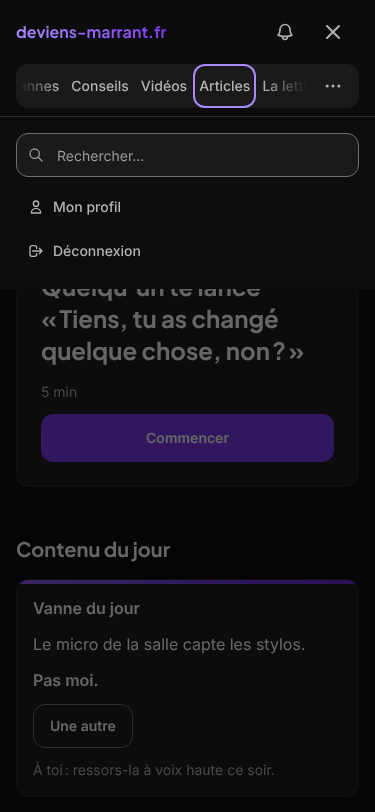 deviens-marrant.fr
Conseils Vidéos Articles La
Rechercher...
Mon profil
Déconnexion
Quelqu'un te lance
« Tiens, tu as changé
quelque chose, non ? »
5 min
Commencer
Contenu du jour
Vanne du jour
Le micro de la salle capte les stylos.
Pas moi.
Une autre
À toi : ressors-la à voix haute ce soir.